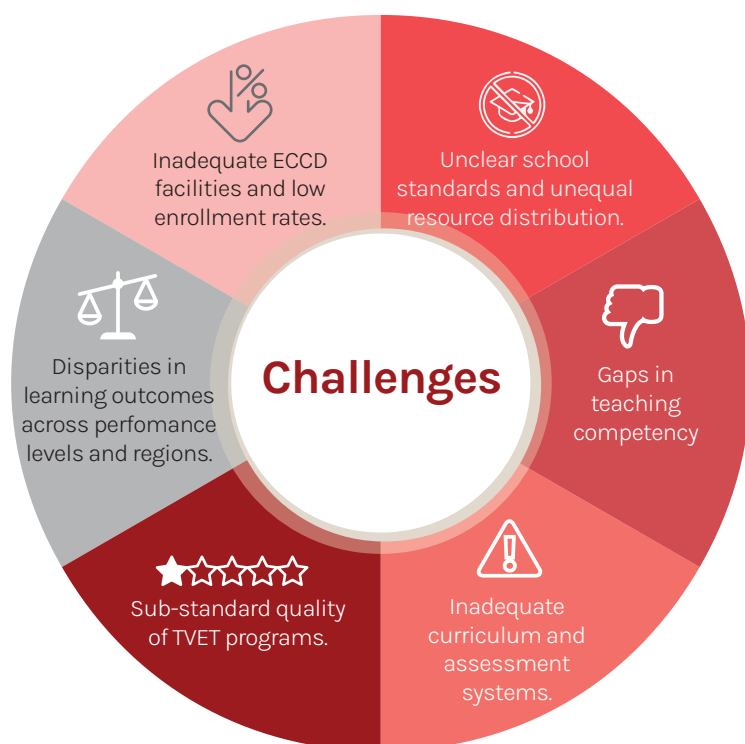 Challenges
Inadequate ECCD
facilities and low
enrollment rates.
Unclear school
standards and unequal
resource distribution.
Gaps in
teaching
competency
Inadequate
curriculum and
assessment
systems.
Sub-standard quality
of TVET programs.
Disparities in
learning outcomes
across perfomance
levels and regions.